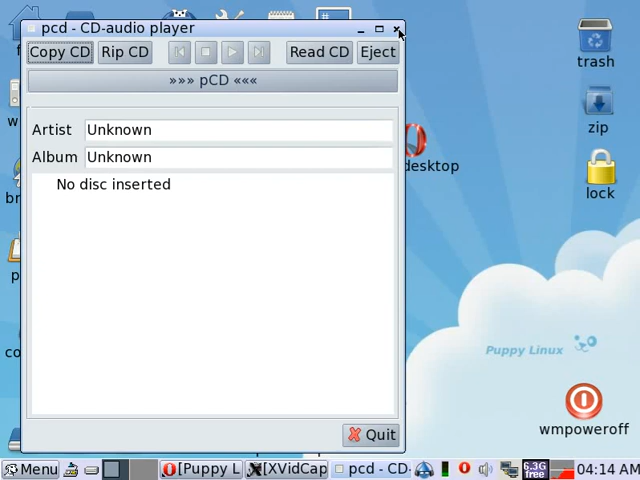 pcd - CD-audio player
Copy CD Rip CD Read CD Eject
»»» pCD «««
Artist Unknown
Album Unknown
No disc inserted
Quit
trash
zip
lock
desktop
Puppy Linux
wmpoweroff
Menu [Puppy L [XVidCap pcd - CD- 6.3G free 04:14 AM